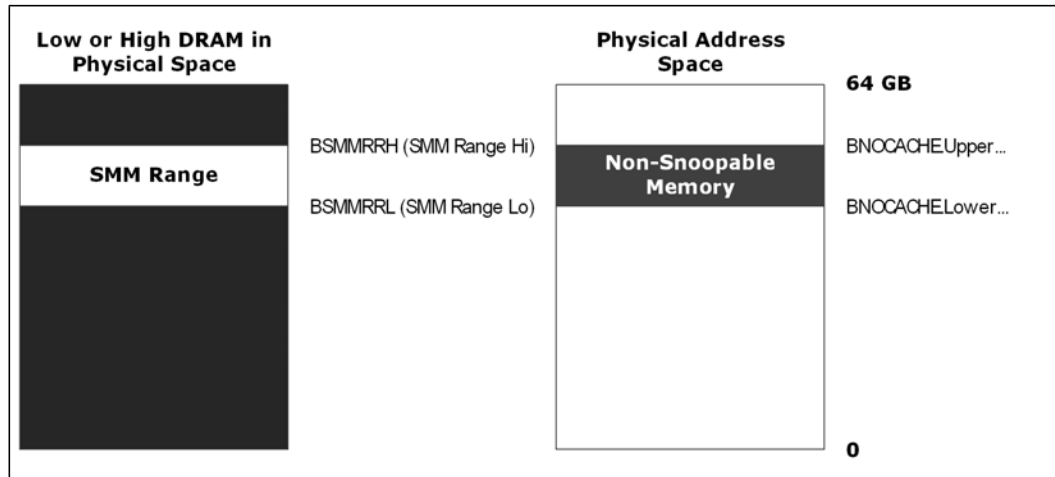 Low or High DRAM in
Physical Space
Physical Address
Space
64 GB
BSMMRRH (SMM Range Hi)
BNOCACHE.Upper...
SMM Range
Non-Snoopable
Memory
BSMMRRL (SMM Range Lo)
BNOCACHE.Lower...
0